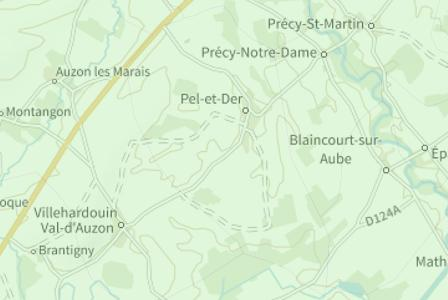 Précy-St-Martin
Précy-Notre-Dame
Auzon les Marais
Pel-et-Der
Montangon
Blaincourt-sur-
Aube
Ép
oque
Villehardouin
Val-d'Auzon
D124A
Brantigny
Math